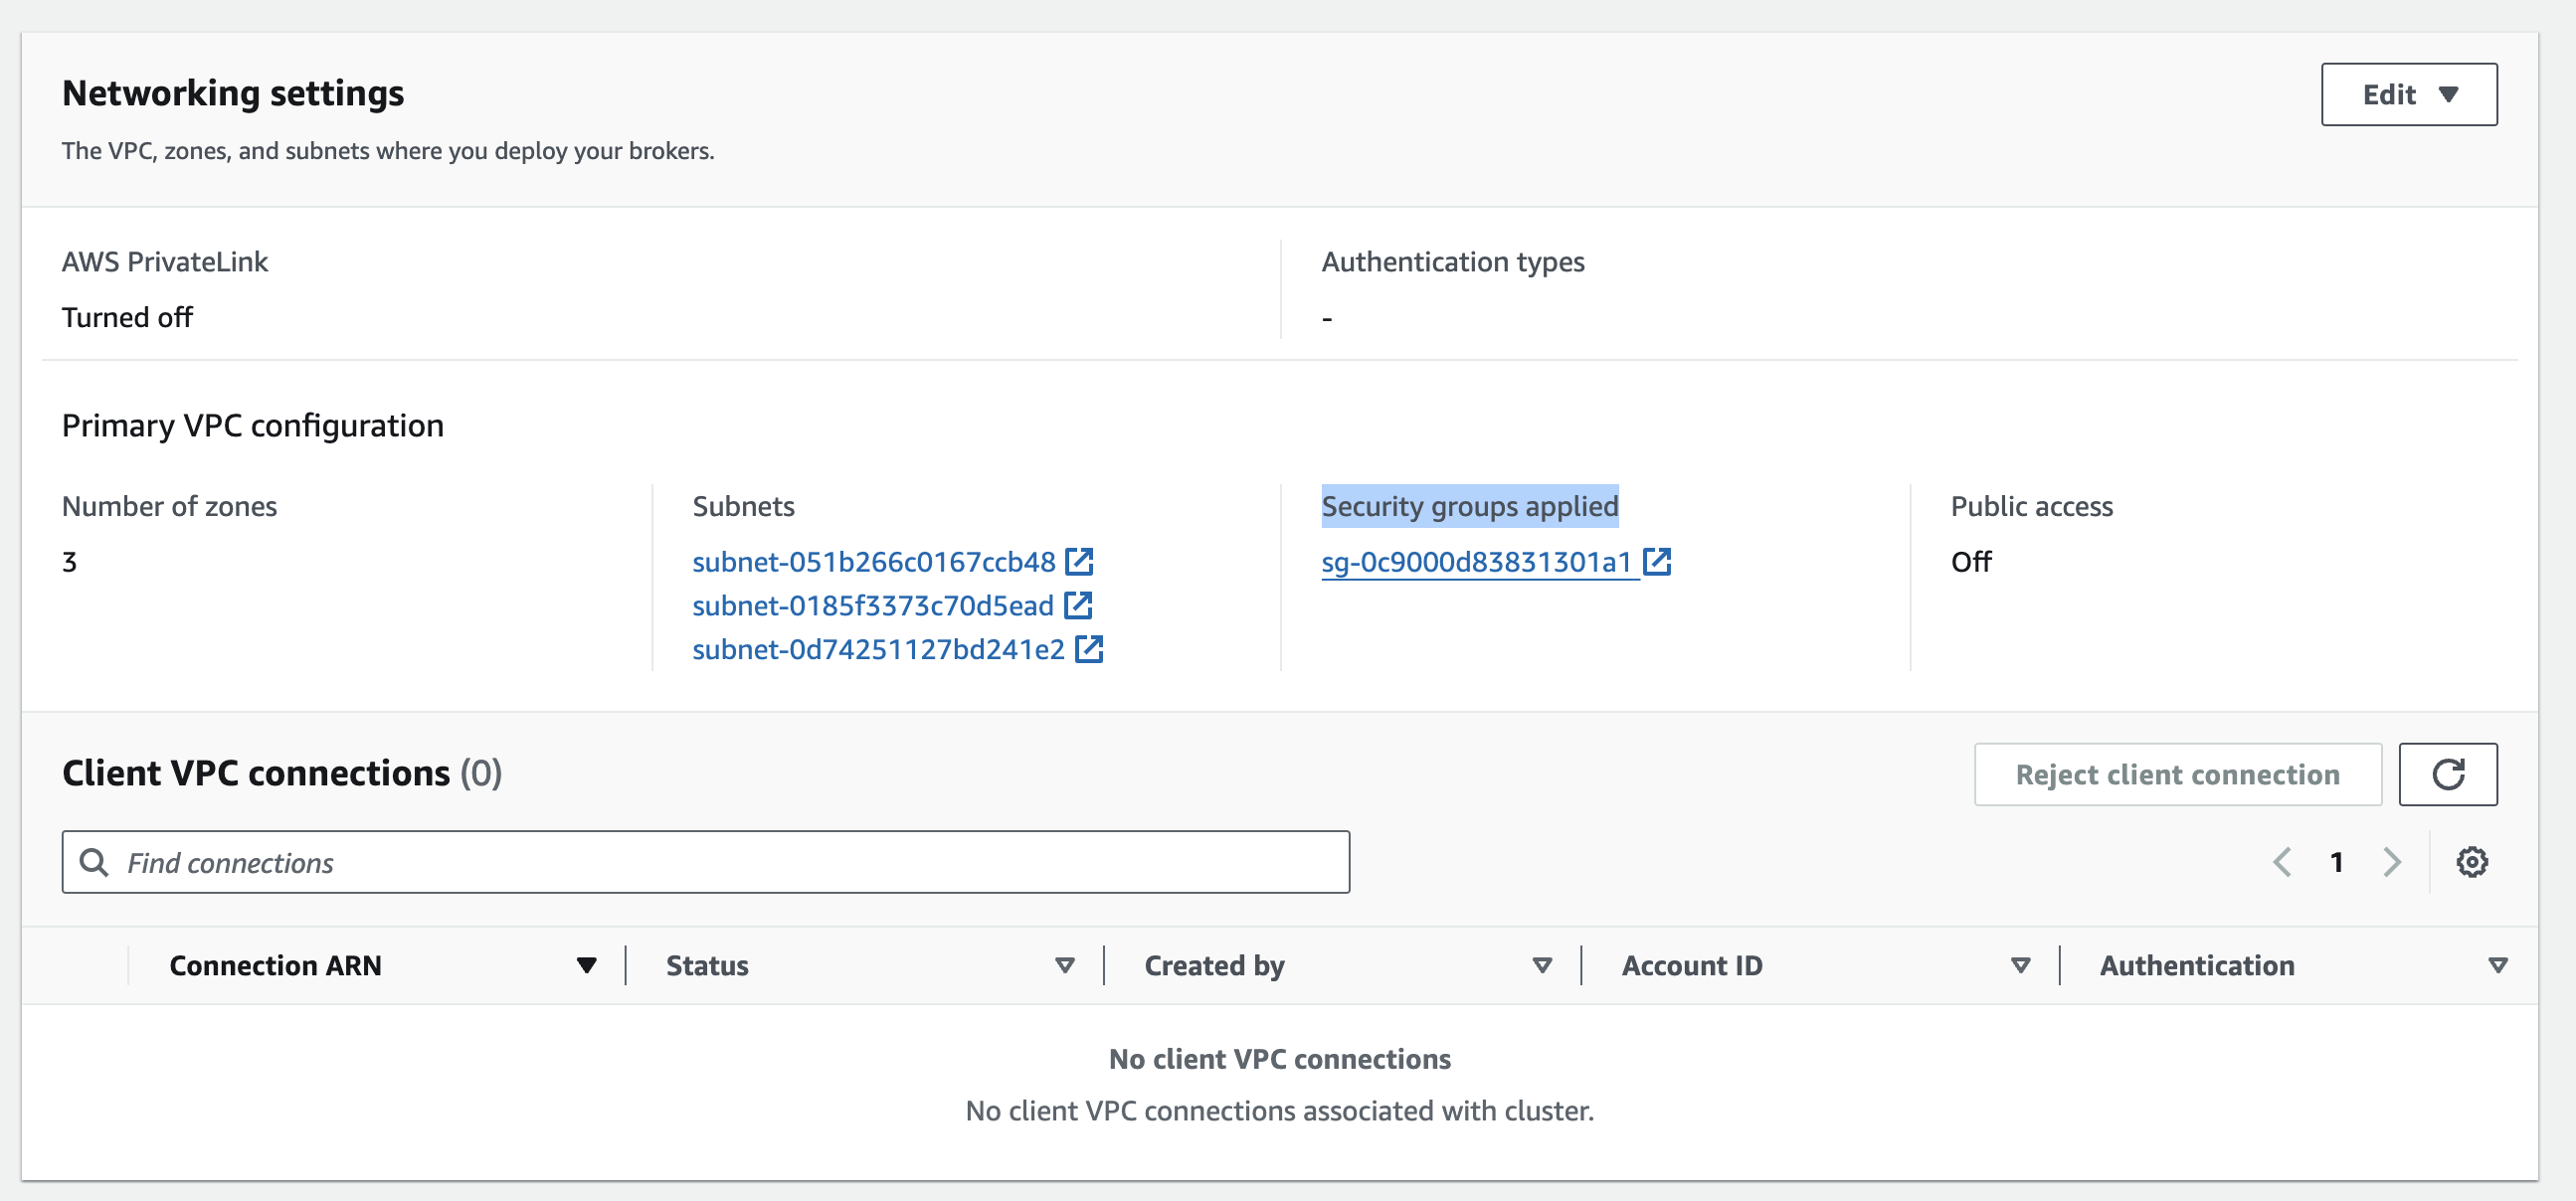 Networking settings
Edit
The VPC, zones, and subnets where you deploy your brokers.
AWS PrivateLink
Turned off
Authentication types
-
Primary VPC configuration
Number of zones
3
Subnets
subnet-051b266c0167ccb48
subnet-0185f3373c70d5ead
subnet-0d74251127bd241e2
Security groups applied
sg-0c9000d83831301a1
Public access
Off
Client VPC connections (0)
Reject client connection
Find connections
1
Connection ARN
Status
Created by
Account ID
Authentication
No client VPC connections
No client VPC connections associated with cluster.